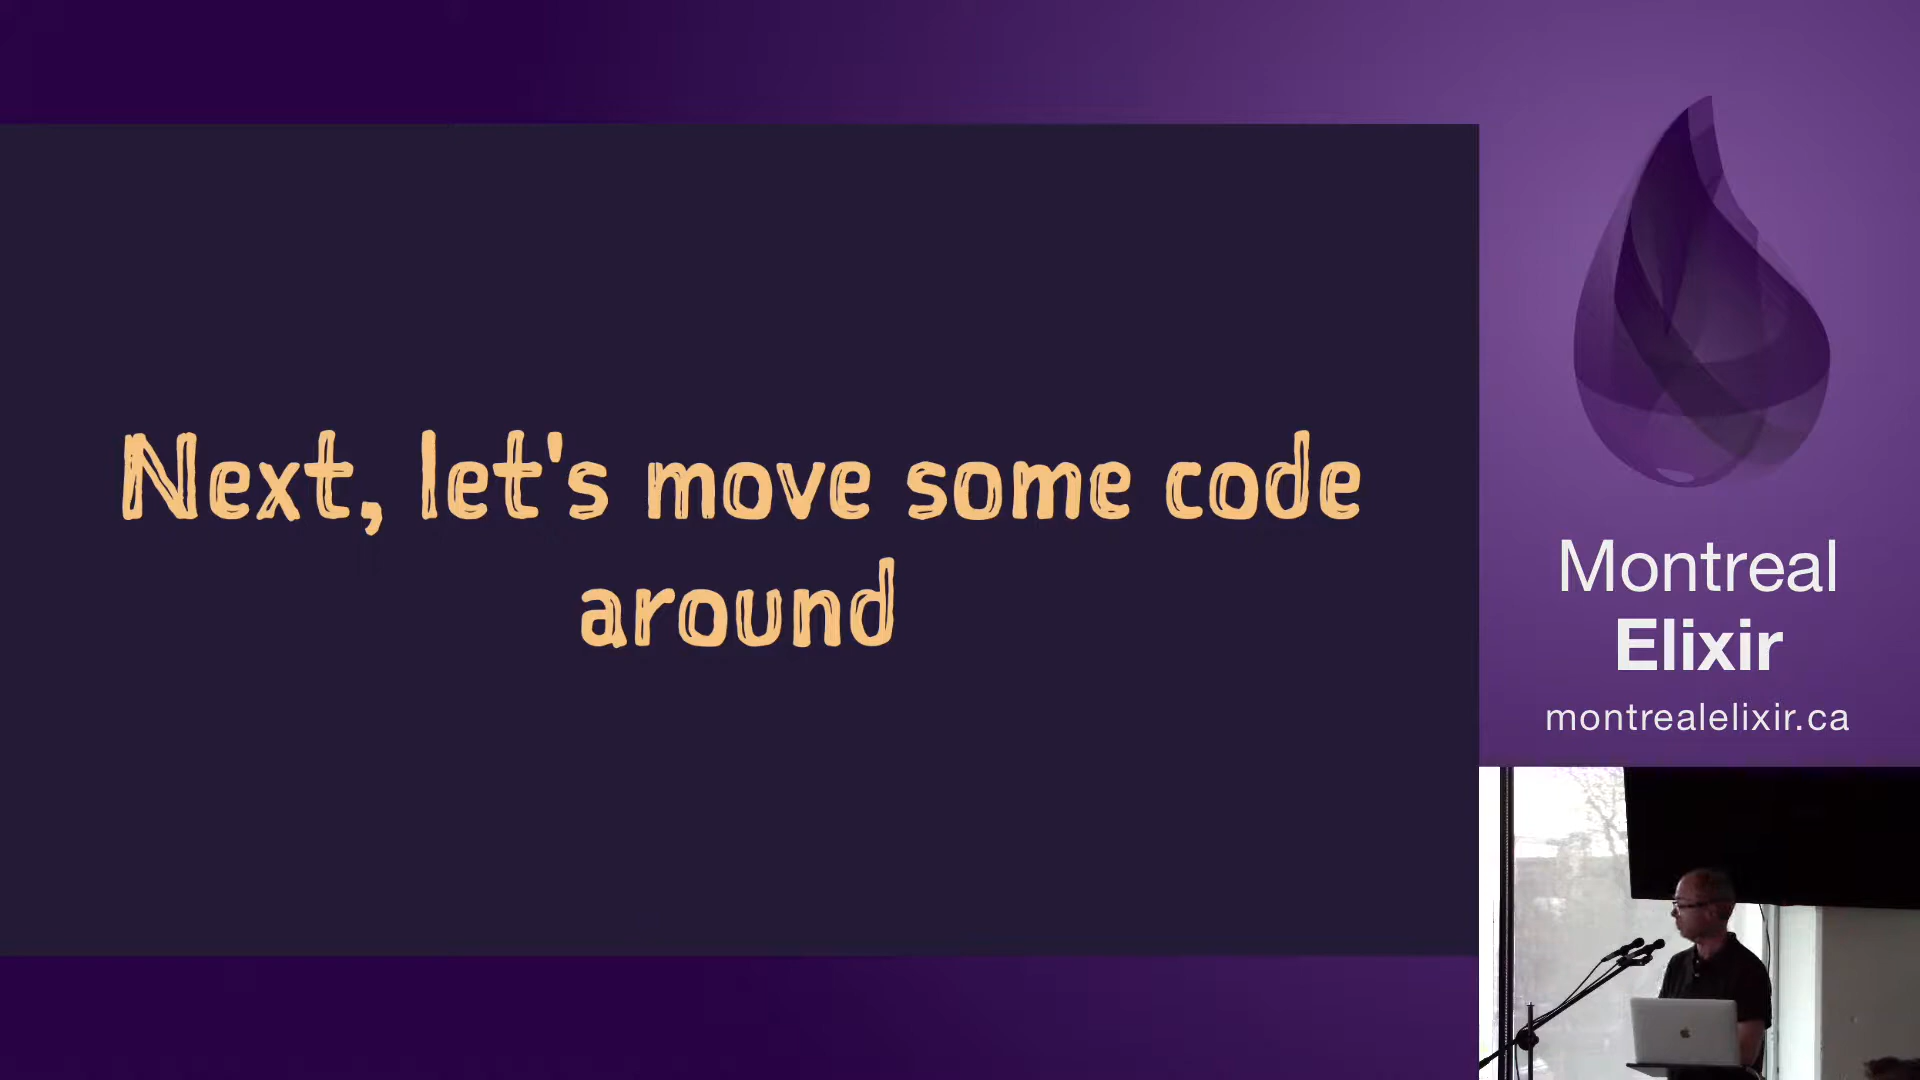 Next, let's move some code
around
Montreal
Elixir
montrealelixir.ca